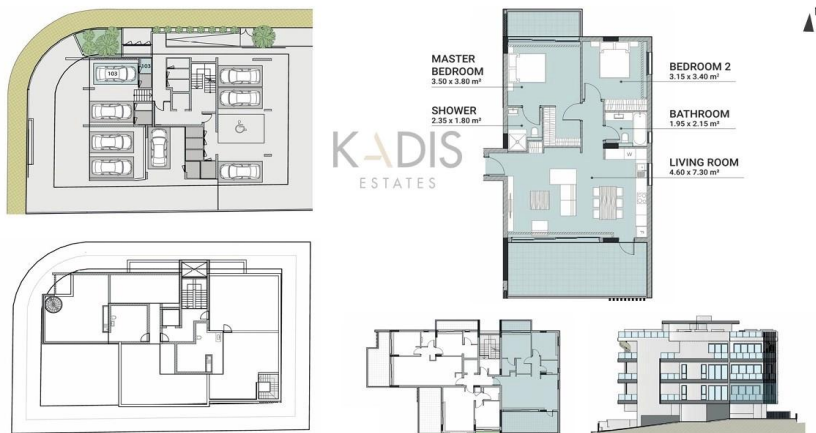 103
103
MASTER
BEDROOM
3.50 x 3.80 m²
SHOWER
2.35 x 1.80 m²
BEDROOM 2
3.15 x 3.40 m²
BATHROOM
1.95 x 2.15 m²
LIVING ROOM
4.60 x 7.30 m²
KADIS
ESTATES
W
F